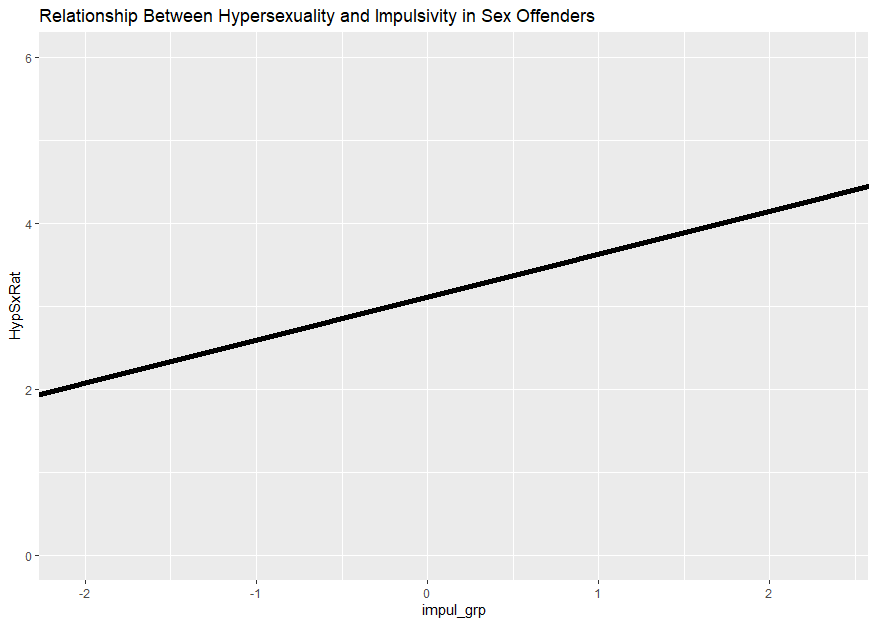 Relationship Between Hypersexuality and Impulsivity in Sex Offenders
6
4
HypSxRat
2
0
-2 -1 0 1 2
impul_grp